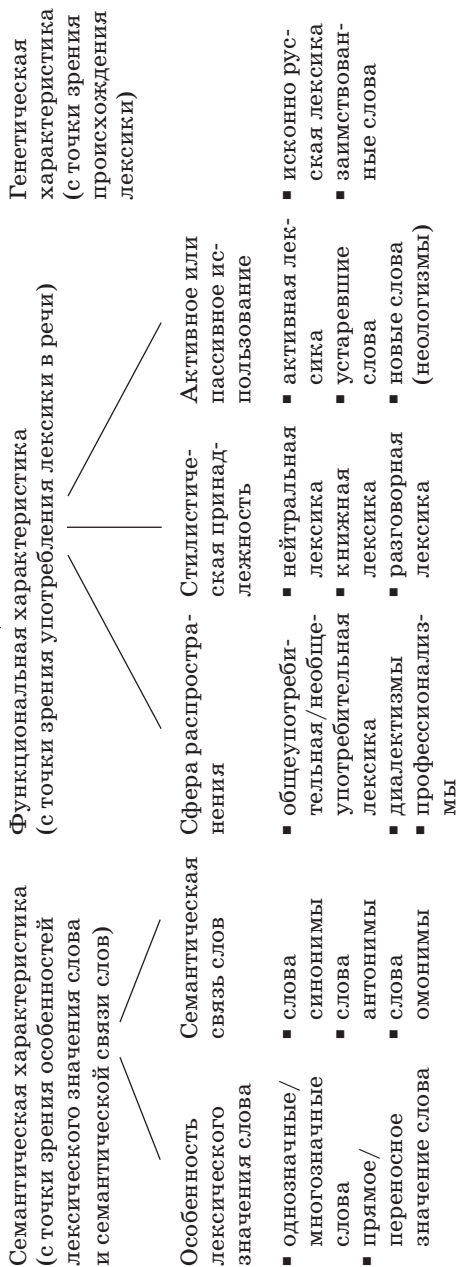 Семантическая характеристика
(с точки зрения особенностей
лексического значения слова
и семантической связи слов)
Особенность
лексического
значения слова
▪ однозначные/
многозначные
слова
▪ прямое/
переносное
значение слова
Семантическая
связь слов
▪ слова
синонимы
▪ слова
антонимы
▪ слова
омонимы
Функциональная характеристика
(с точки зрения употребления лексики в речи)
Сфера распростра-
нения
▪ общеупотреби-
тельная/необще-
употребительная
лексика
▪ диалектизмы
▪ профессионализ-
мы
Стилистиче-
ская принад-
лежность
▪ нейтральная
лексика
▪ книжная
лексика
▪ разговорная
лексика
Активное или
пассивное ис-
пользование
▪ активная лек-
сика
▪ устаревшие
слова
▪ новые слова
(неологизмы)
Генетическая
характеристика
(с точки зрения
происхождения
лексики)
▪ исконно рус-
ская лексика
▪ заимствован-
ные слова